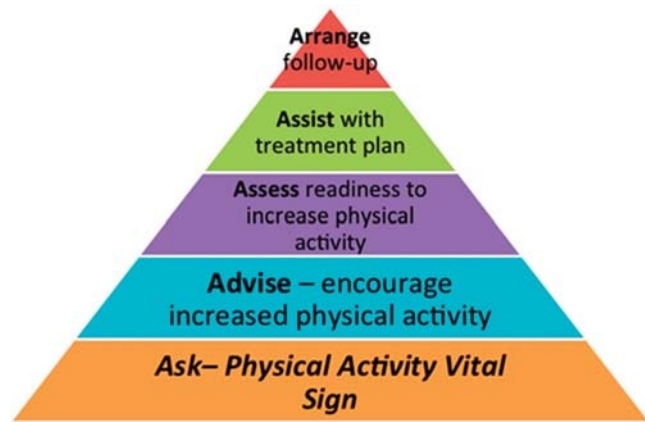 Arrange
follow-up
Assist with
treatment plan
Assess readiness to
increase physical
activity
Advise – encourage
increased physical activity
Ask– Physical Activity Vital
Sign